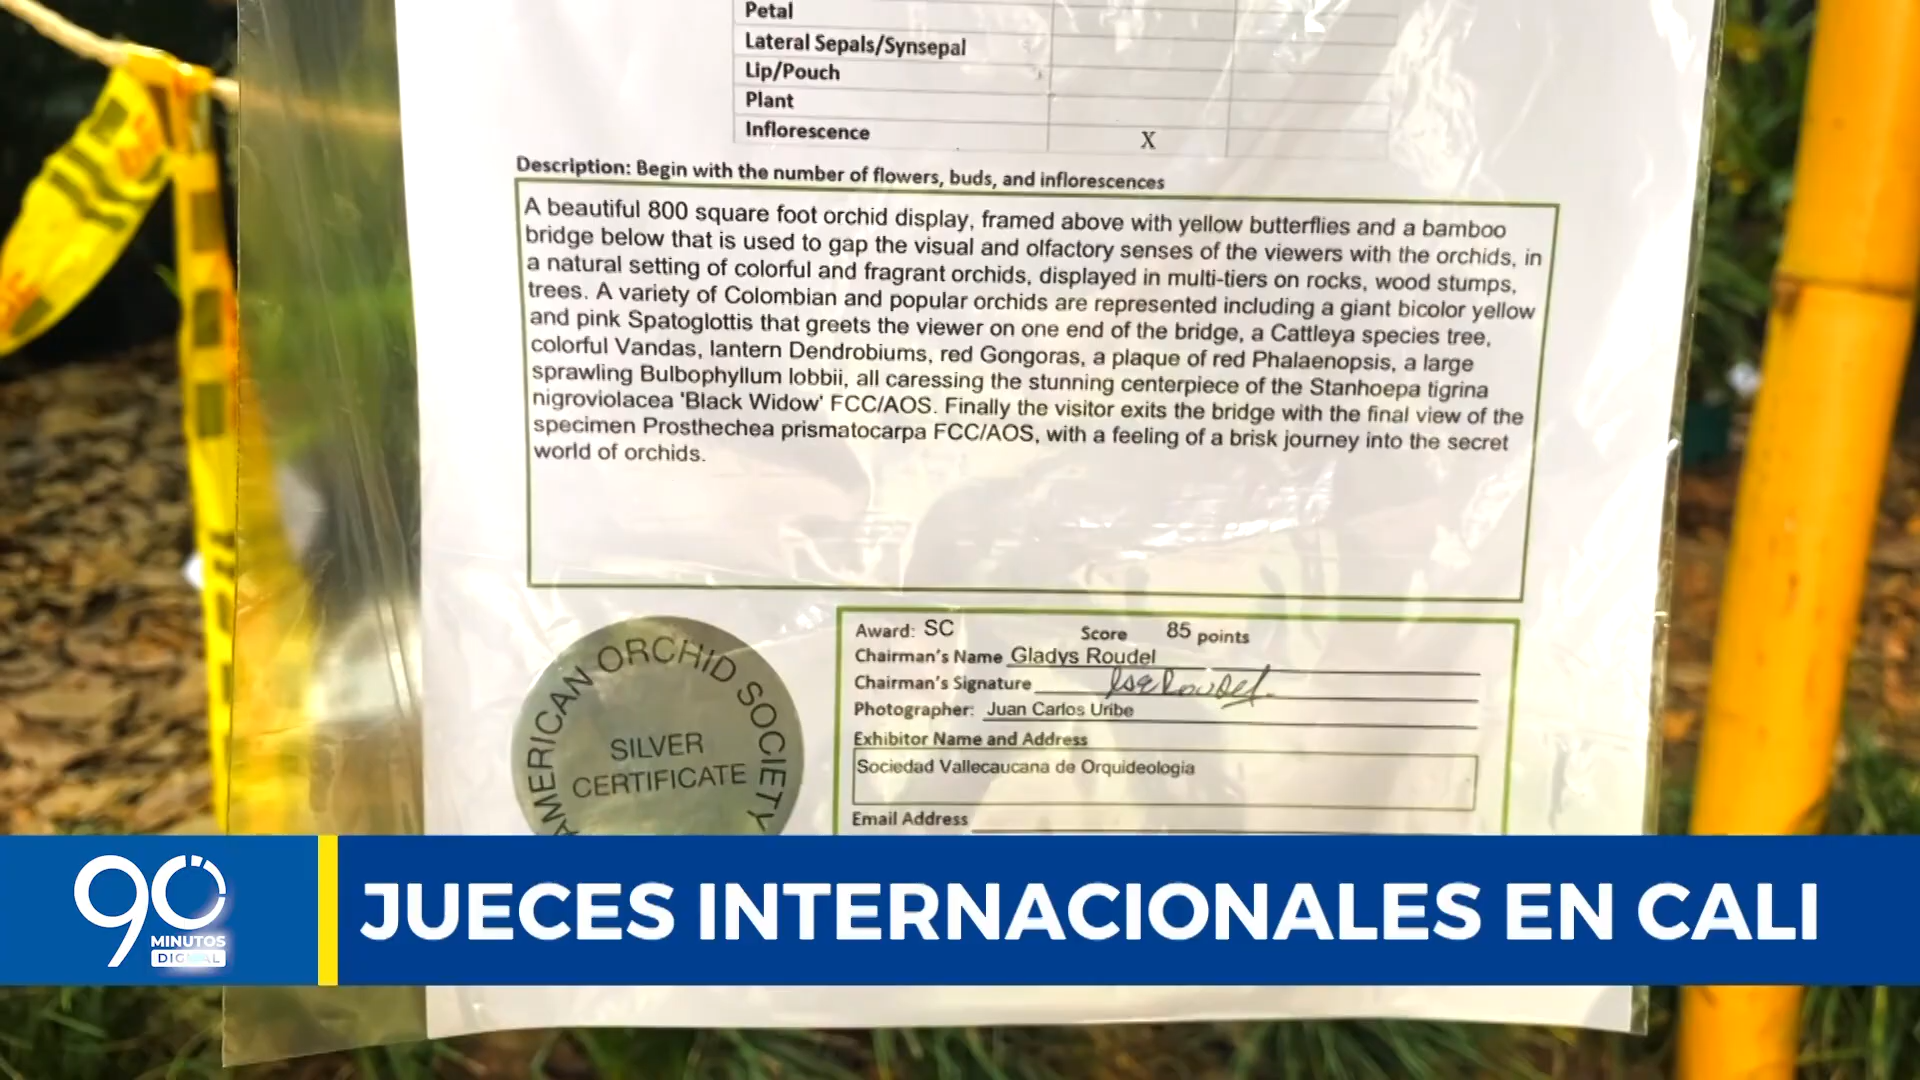 Petal
Lateral Sepals/Synsepal
Lip/Pouch
Plant
Inflorescence X
Description: Begin with the number of flowers, buds, and inflorescences
A beautiful 800 square foot orchid display, framed above with yellow butterflies and a bamboo
bridge below that is used to gap the visual and olfactory senses of the viewers with the orchids, in
a natural setting of colorful and fragrant orchids, displayed in multi-tiers on rocks, wood stumps,
trees. A variety of Colombian and popular orchids are represented including a giant bicolor yellow
and pink Spatoglottis that greets the viewer on one end of the bridge, a Cattleya species tree,
colorful Vandas, lantern Dendrobiums, red Gongoras, a plaque of red Phalaenopsis, a large
sprawling Bulbophyllum lobbii, all caressing the stunning centerpiece of the Stanhoepa tigrina
nigroviolacea 'Black Widow' FCC/AOS. Finally the visitor exits the bridge with the final view of the
specimen Prosthechea prismatocarpa FCC/AOS, with a feeling of a brisk journey into the secret
world of orchids.
AMERICAN ORCHID SOCIETY
SILVER
CERTIFICATE
Award: SC Score 85 points
Chairman's Name Gladys Roudel
Chairman's Signature
Photographer: Juan Carlos Uribe
Exhibitor Name and Address
Sociedad Vallecaucana de Orquideologia
Email Address
90
MINUTOS
DIGITAL
JUECES INTERNACIONALES EN CALI